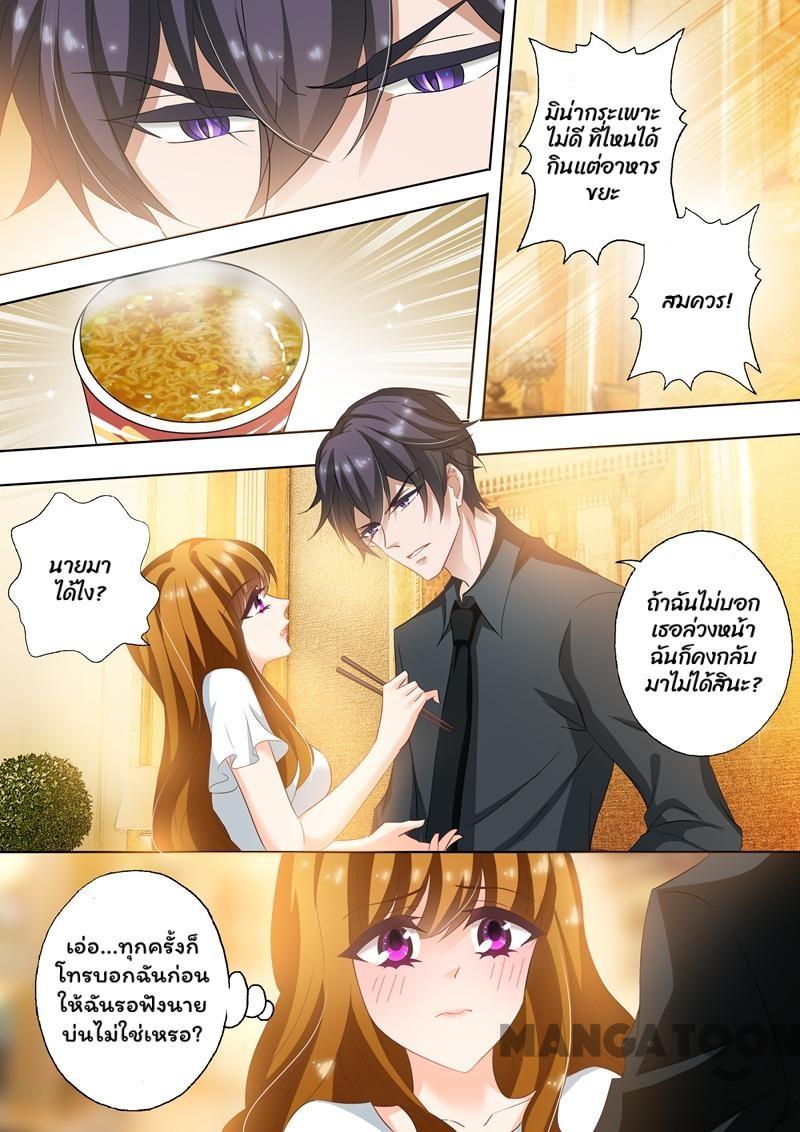 มิน่ากระเพาะ
ไม่ดี ที่ไหนได้
กินแต่อาหาร
ขยะ
สมควร!
นายมา
ได้ไง?
ถ้าฉันไม่บอก
เธอล่วงหน้า
ฉันก็คงกลับ
มาไม่ได้สินะ?
เอ่อ...ทุกครั้งก็
โทรบอกฉันก่อน
ให้ฉันรอฟังนาย
บ่นไม่ใช่เหรอ?
MANGATOON